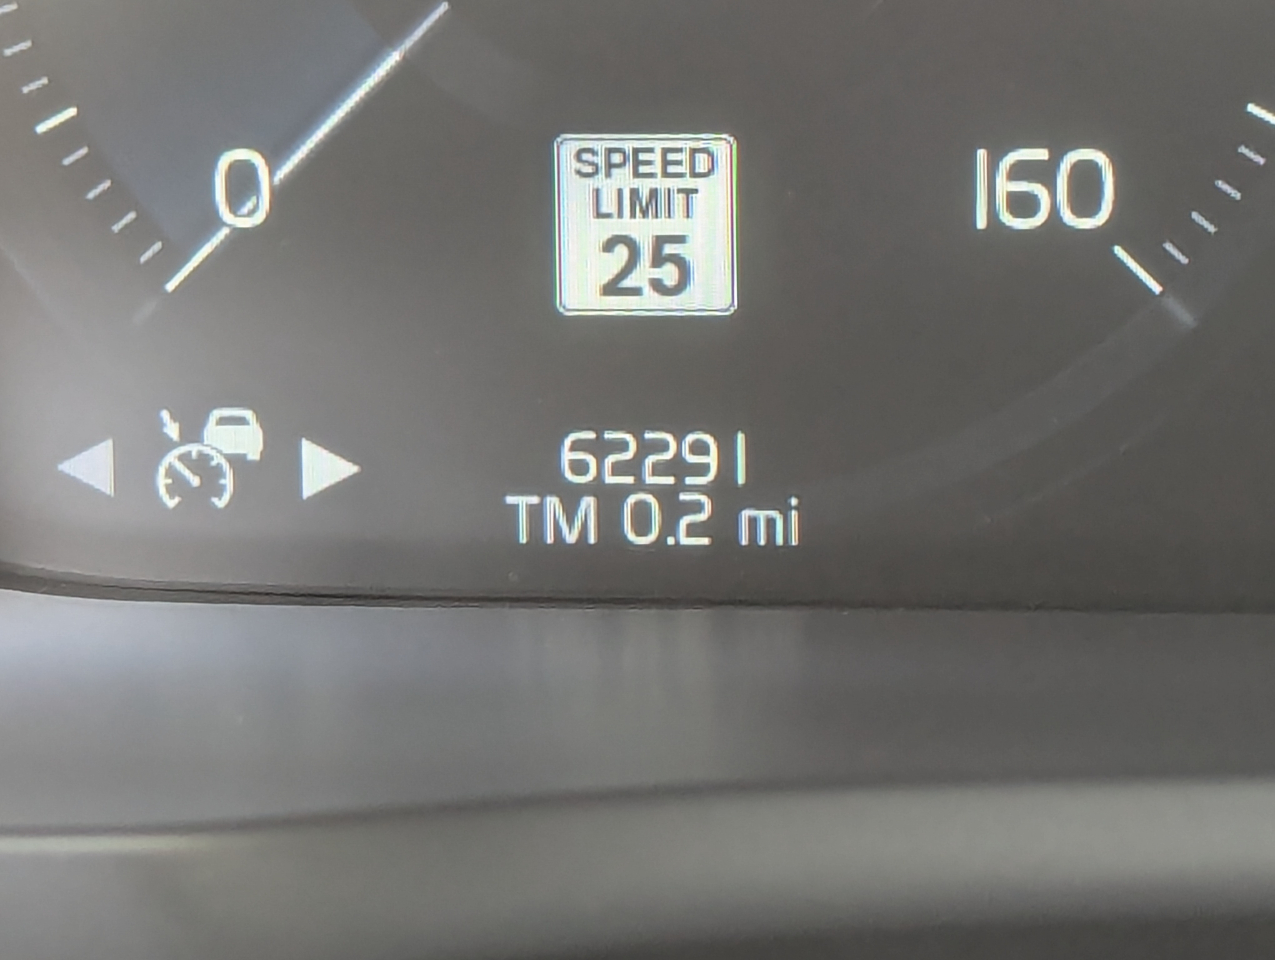 SPEED
LIMIT
25
0
160
62291
TM 0.2 mi